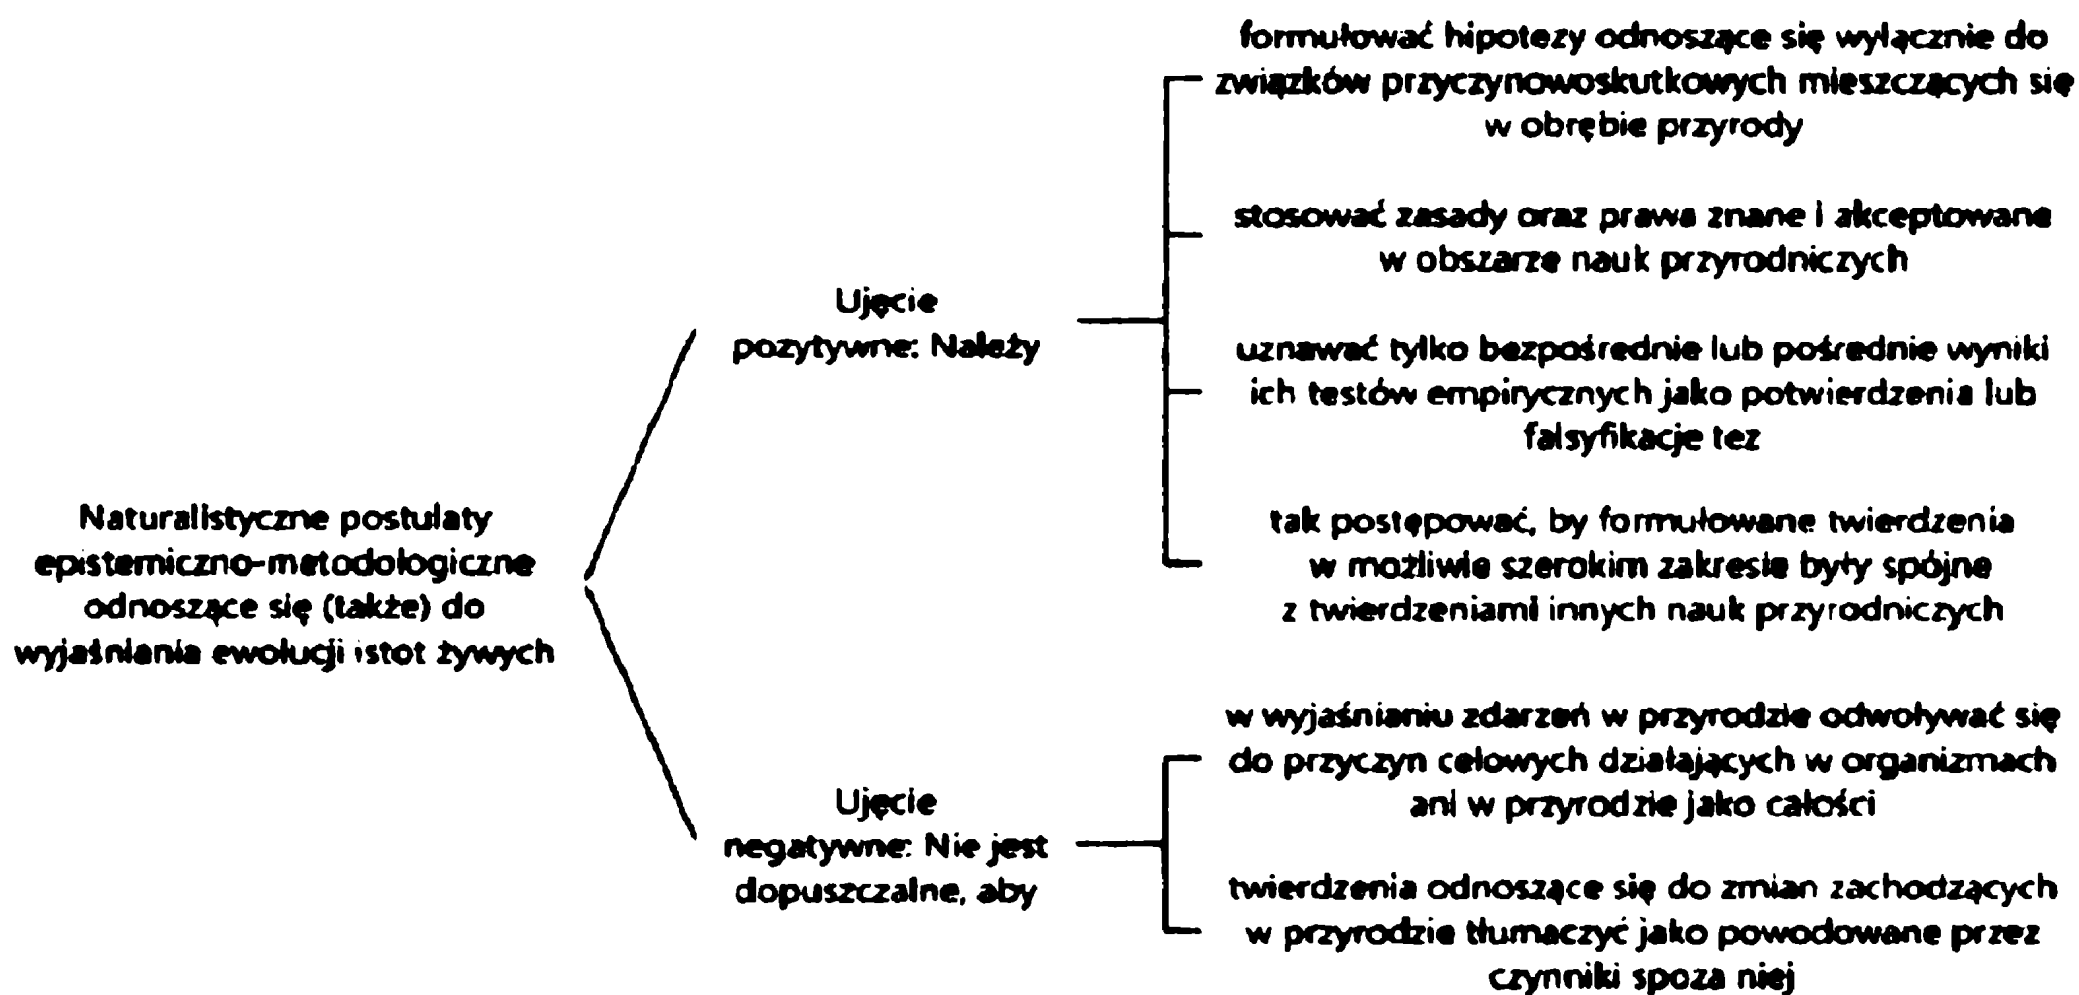 Naturalistyczne postulaty
epistemiczno-metodologiczne
odnoszące się (także) do
wyjaśniania ewolucji istot żywych
Ujęcie
pozytywne: Należy
formułować hipotezy odnoszące się wyłącznie do
związków przyczynowoskutkowych mieszczących się
w obrębie przyrody
stosować zasady oraz prawa znane i akceptowane
w obszarze nauk przyrodniczych
uznawać tylko bezpośrednie lub pośrednie wyniki
ich testów empirycznych jako potwierdzenia lub
falsyfikacje tez
tak postępować, by formułowane twierdzenia
w możliwie szerokim zakresie były spójne
z twierdzeniami innych nauk przyrodniczych
Ujęcie
negatywne: Nie jest
dopuszczalne, aby
w wyjaśnianiu zdarzeń w przyrodzie odwoływać się
do przyczyn celowych działających w organizmach
ani w przyrodzie jako całości
twierdzenia odnoszące się do zmian zachodzących
w przyrodzie tłumaczyć jako powodowane przez
czynniki spoza niej